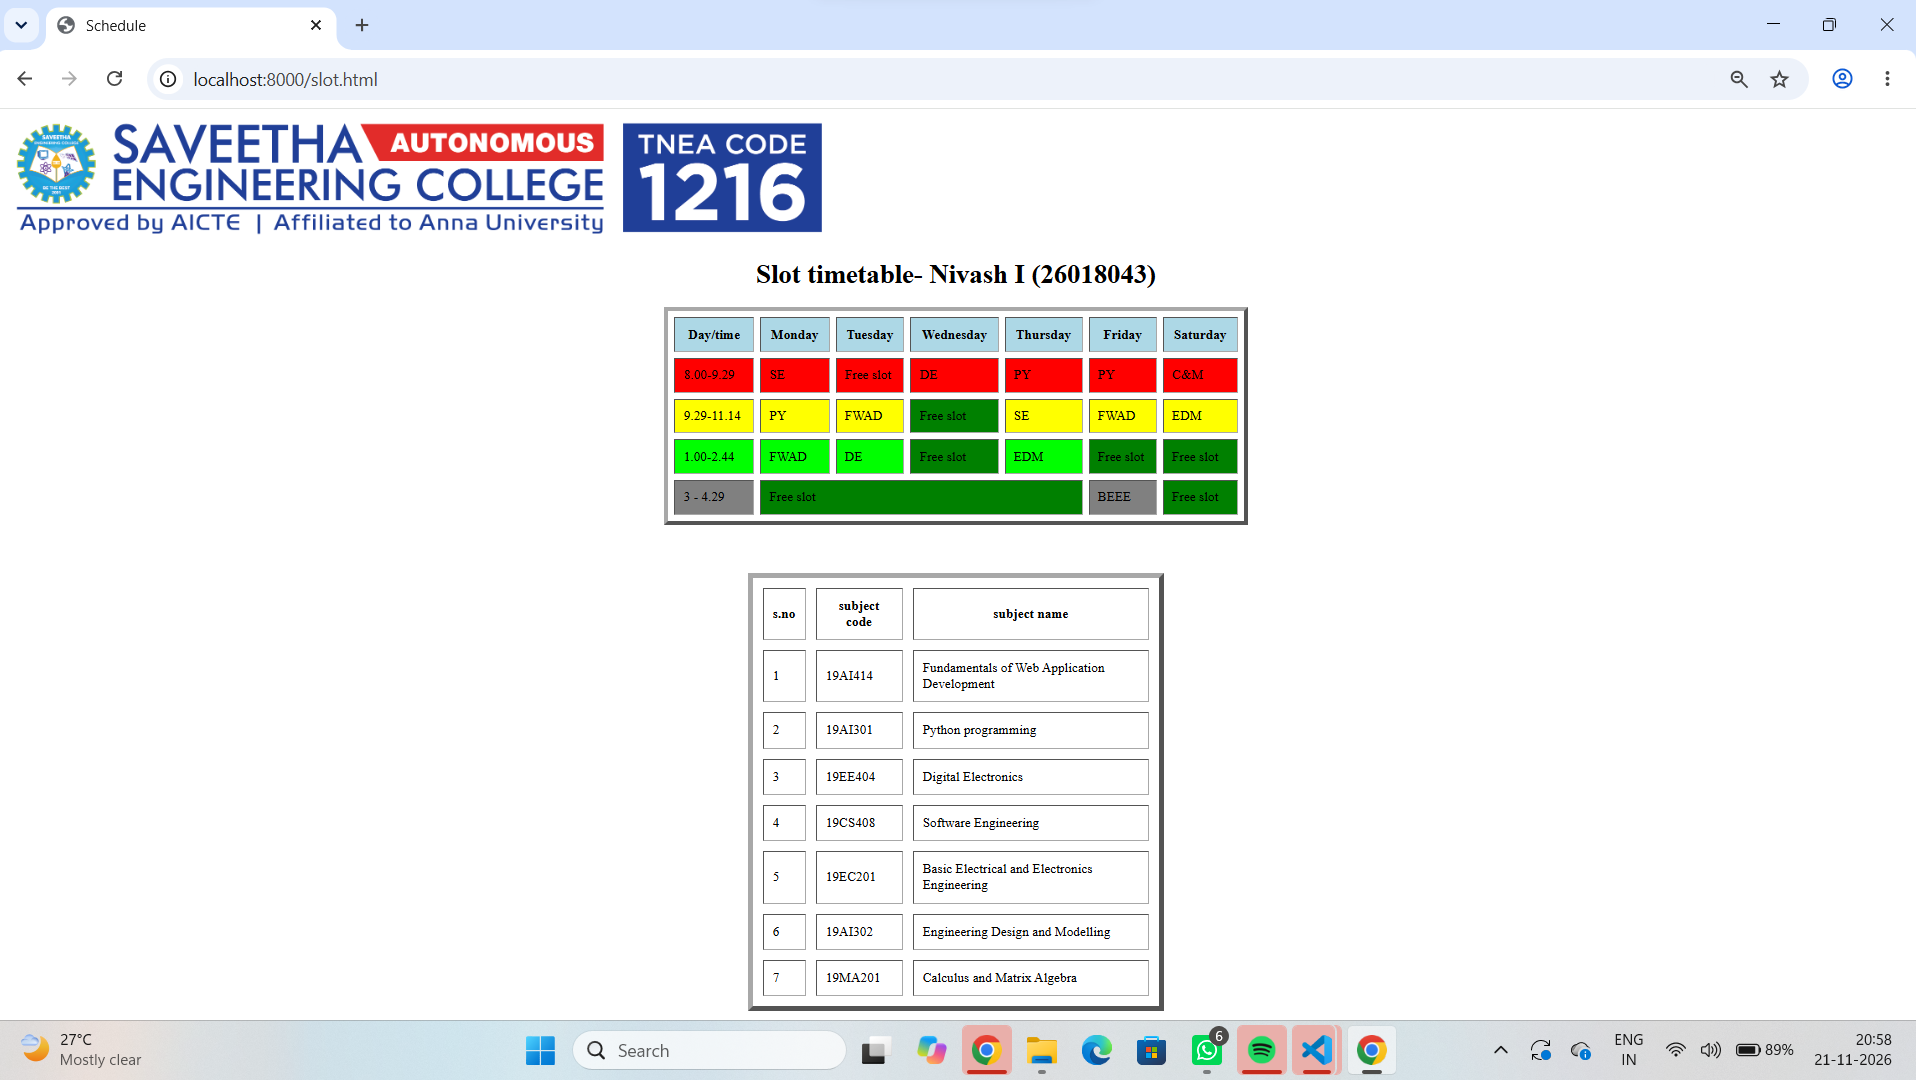 Schedule
localhost:8000/slot.html
SAVEETHA AUTONOMOUS
ENGINEERING COLLEGE
Approved by AICTE | Affiliated to Anna University
TNEA CODE
1216
SAVEETHA
BE THE BEST
Slot timetable- Nivash I (26018043)
Day/time Monday Tuesday Wednesday Thursday Friday Saturday
8.00-9.29 SE Free slot DE PY PY C&M
9.29-11.14 PY FWAD Free slot SE FWAD EDM
1.00-2.44 FWAD DE Free slot EDM Free slot Free slot
3 - 4.29 Free slot BEEE Free slot
s.no subject code subject name
1 19AI414 Fundamentals of Web Application Development
2 19AI301 Python programming
3 19EE404 Digital Electronics
4 19CS408 Software Engineering
5 19EC201 Basic Electrical and Electronics Engineering
6 19AI302 Engineering Design and Modelling
7 19MA201 Calculus and Matrix Algebra
27°C
Mostly clear
Search
6
ENG
IN
89%
20:58
21-11-2026